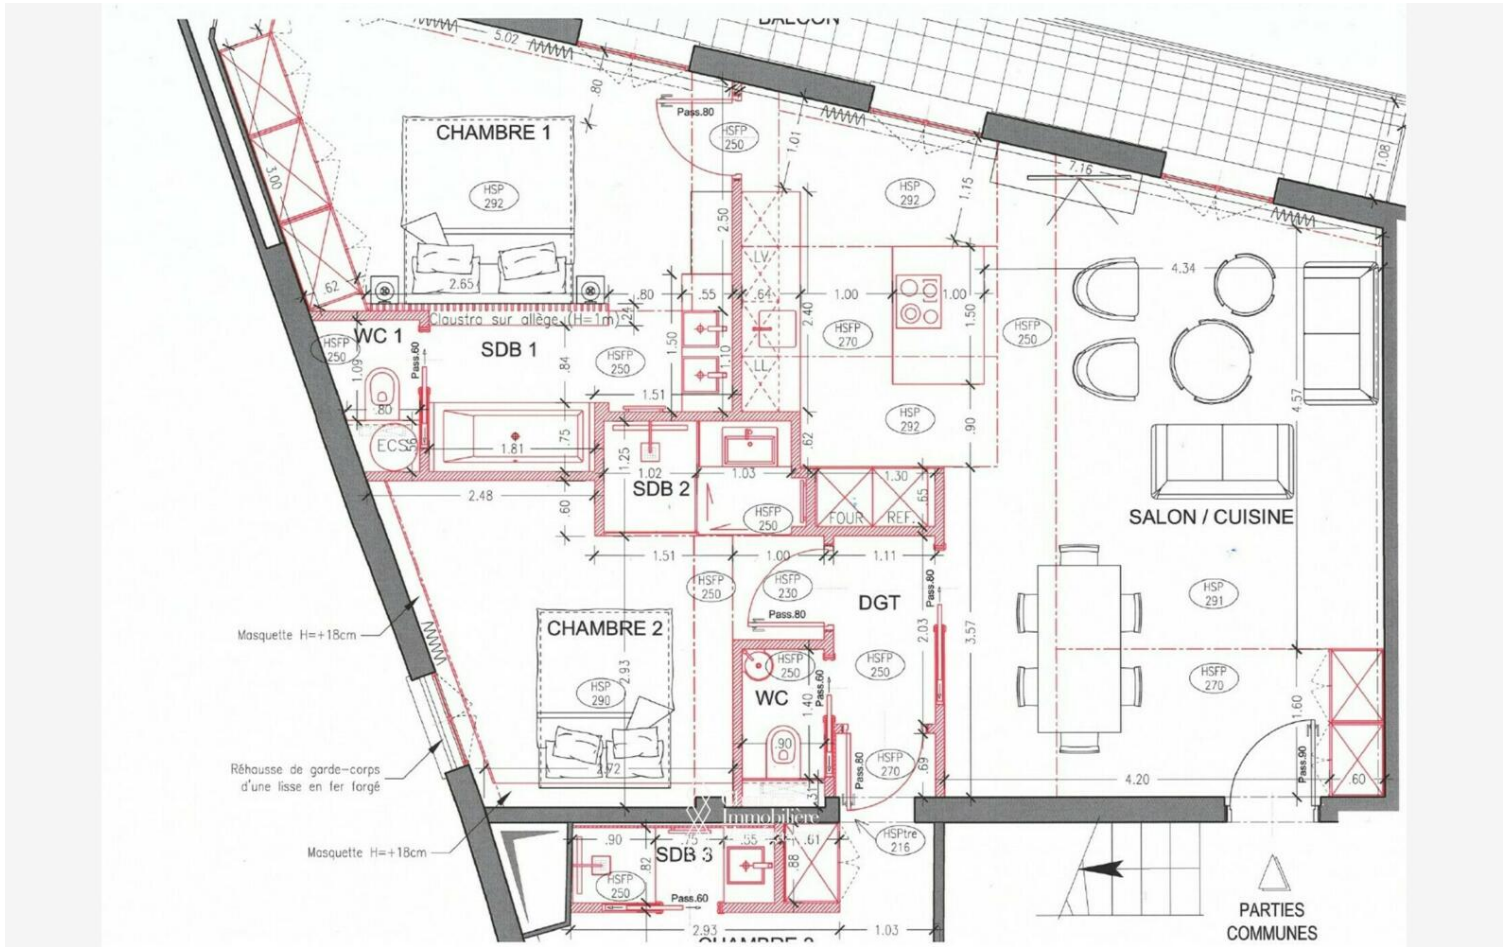 BALCON
5.02
.80
Pass.80
CHAMBRE 1
HSFP
250
1.01
7.16
1.08
3.00
HSP
292
HSP
292
1.15
2.50
LV
2.65
.62
.80
.55
.64
1.00
1.00
4.34
Claustra sur allège (H=1m)
.24
2.40
1.50
WC 1
HSFP
250
Pass.60
SDB 1
HSFP
250
1.50
1.10
HSFP
270
HSFP
250
1.09
.84
LL
.80
1.51
4.57
HSP
292
.90
ECS
.56
1.81
.75
1.25
.62
1.02
1.03
1.30
.65
2.48
SDB 2
.60
HSFP
250
FOUR
REF.
SALON / CUISINE
1.51
1.00
1.11
HSFP
250
HSFP
230
Pass.80
Pass.80
DGT
HSP
291
Masquette H=+18cm
CHAMBRE 2
2.93
2.03
3.57
HSP
290
HSFP
250
HSFP
250
Pass.60
WC
1.40
HSFP
270
1.60
.90
2.72
Pass.80
HSFP
270
.69
Pass.90
Réhausse de garde-corps
d'une lisse en fer forgé
.31
4.20
.60
Immobilière
Masquette H=+18cm
.90
.75
.55
.61
HSPtre
216
SDB 3
.82
.88
HSFP
250
Pass.60
2.93
1.03
CHAMBRE 3
PARTIES
COMMUNES